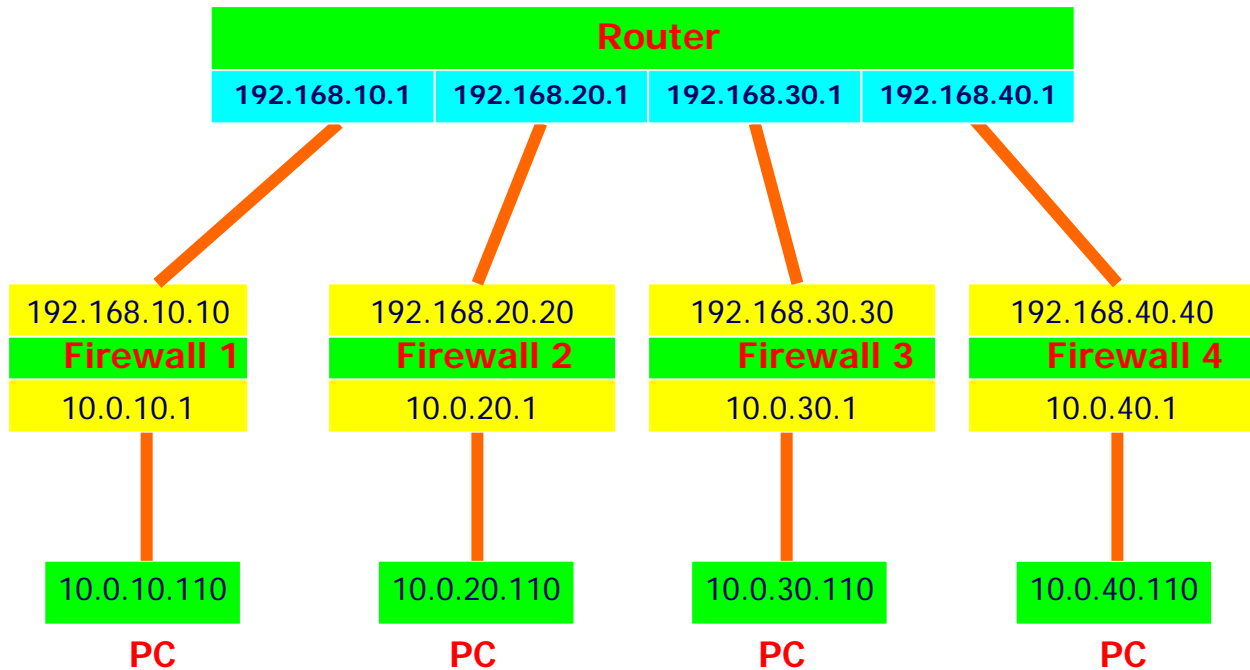 Router
192.168.10.1 192.168.20.1 192.168.30.1 192.168.40.1
192.168.10.10 192.168.20.20 192.168.30.30 192.168.40.40
Firewall 1 Firewall 2 Firewall 3 Firewall 4
10.0.10.1 10.0.20.1 10.0.30.1 10.0.40.1
10.0.10.110 10.0.20.110 10.0.30.110 10.0.40.110
PC PC PC PC